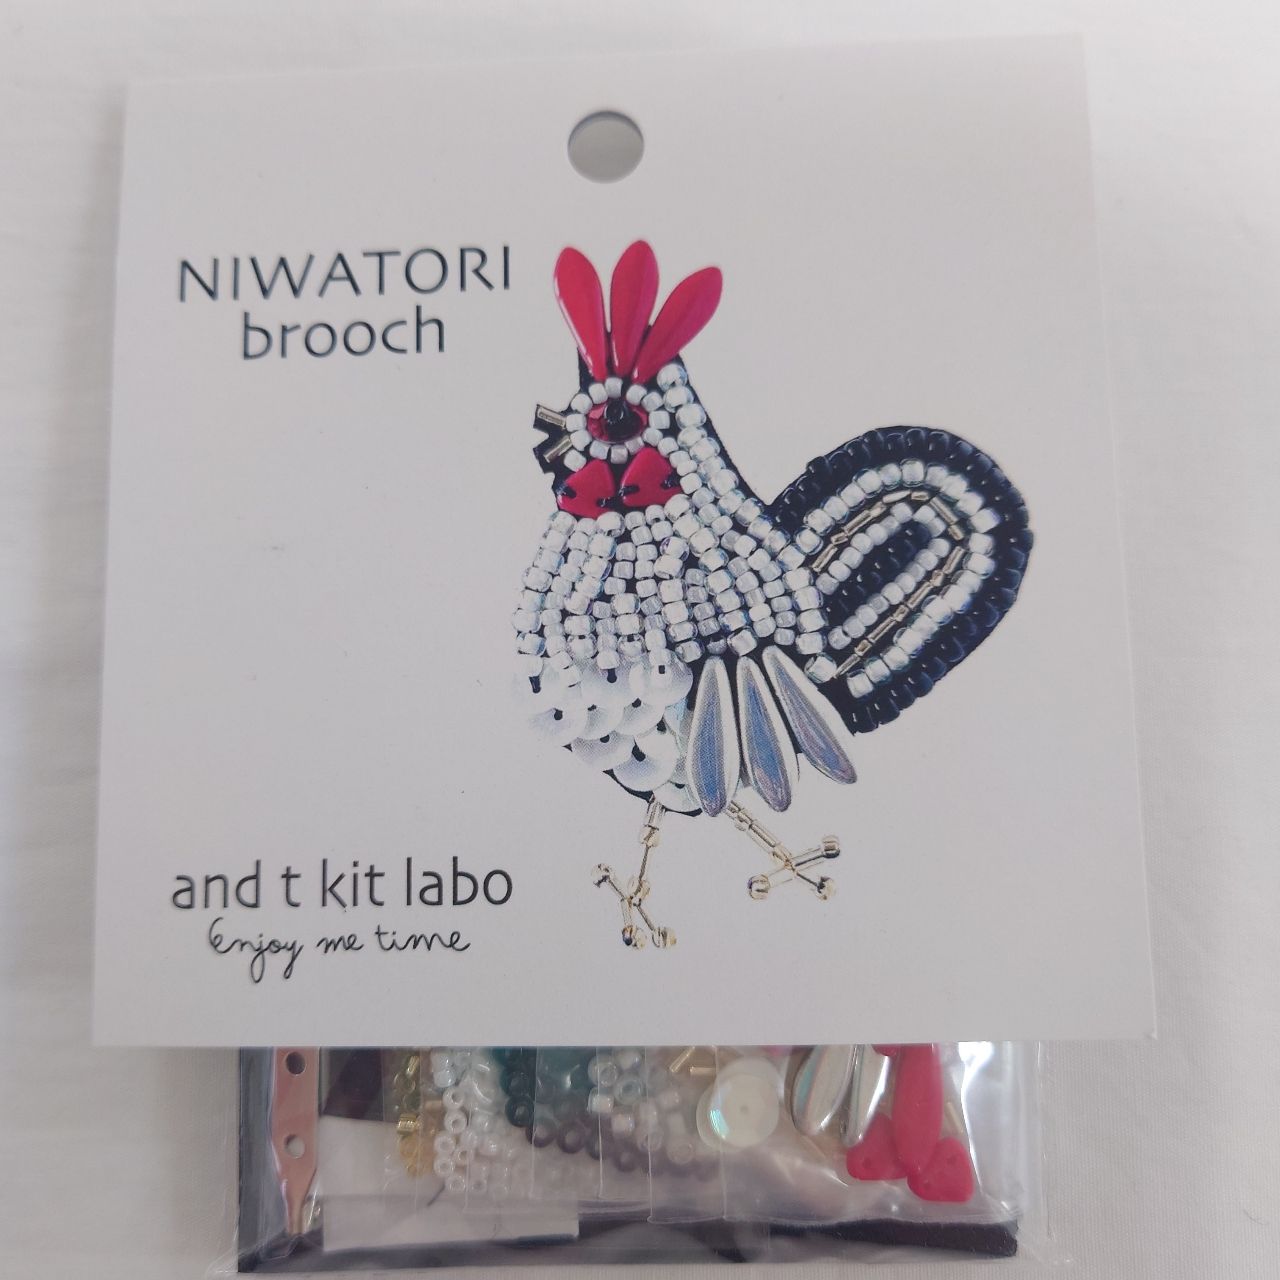 NIWATORI
brooch
and t kit labo
Enjoy me time